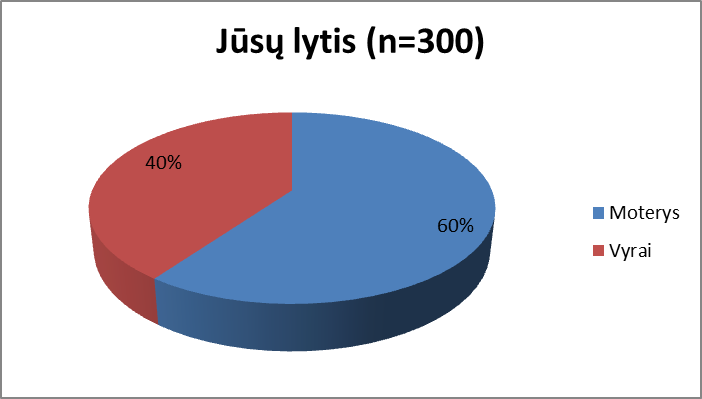 Jūsų lytis (n=300)
40%
60%
Moterys
Vyrai